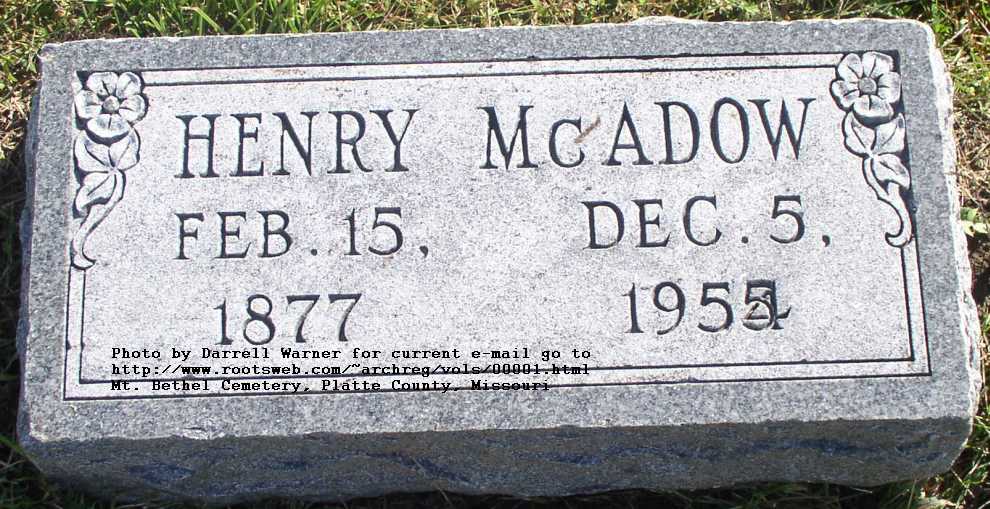 HENRY McADOW
FEB. 15, DEC. 5,
1877
Photo by Darrell Warner for current e-mail go to
http://www.rootsweb.com/~archreg/vols/00001.html
Mt. Bethel Cemetery, Platte County, Missouri